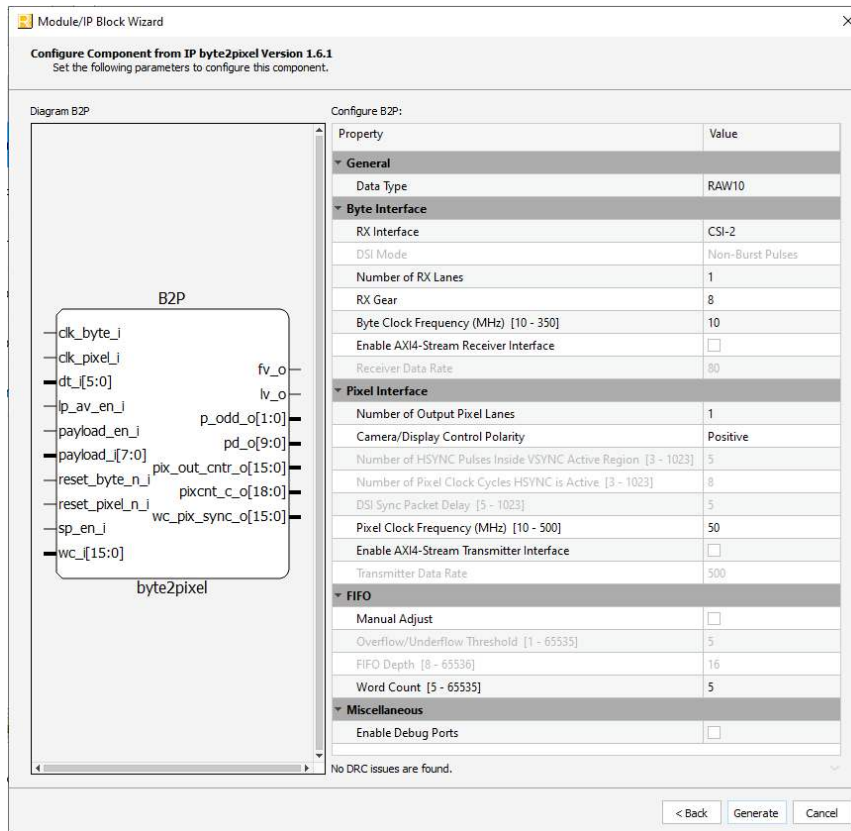 Module/IP Block Wizard
Configure Component from IP byte2pixel Version 1.6.1
Set the following parameters to configure this component.
Diagram B2P
B2P
clk_byte_i
clk_pixel_i
dt_i[5:0]
lp_av_en_i
payload_en_i
payload_i[7:0]
reset_byte_n_i
reset_pixel_n_i
sp_en_i
wc_i[15:0]
fv_o
lv_o
p_odd_o[1:0]
pd_o[9:0]
pix_out_cntr_o[15:0]
pixcnt_c_o[18:0]
wc_pix_sync_o[15:0]
byte2pixel
Configure B2P:
Property Value
General
Data Type RAW10
Byte Interface
RX Interface CSI-2
DSI Mode Non-Burst Pulses
Number of RX Lanes 1
RX Gear 8
Byte Clock Frequency (MHz) [10 - 350] 10
Enable AXI4-Stream Receiver Interface
Receiver Data Rate 80
Pixel Interface
Number of Output Pixel Lanes 1
Camera/Display Control Polarity Positive
Number of HSYNC Pulses Inside VSYNC Active Region [3 - 1023] 5
Number of Pixel Clock Cycles HSYNC is Active [3 - 1023] 8
DSI Sync Packet Delay [5 - 1023] 5
Pixel Clock Frequency (MHz) [10 - 500] 50
Enable AXI4-Stream Transmitter Interface
Transmitter Data Rate 500
FIFO
Manual Adjust
Overflow/Underflow Threshold [1 - 65535] 5
FIFO Depth [8 - 65536] 16
Word Count [5 - 65535] 5
Miscellaneous
Enable Debug Ports
No DRC issues are found.
< Back Generate Cancel